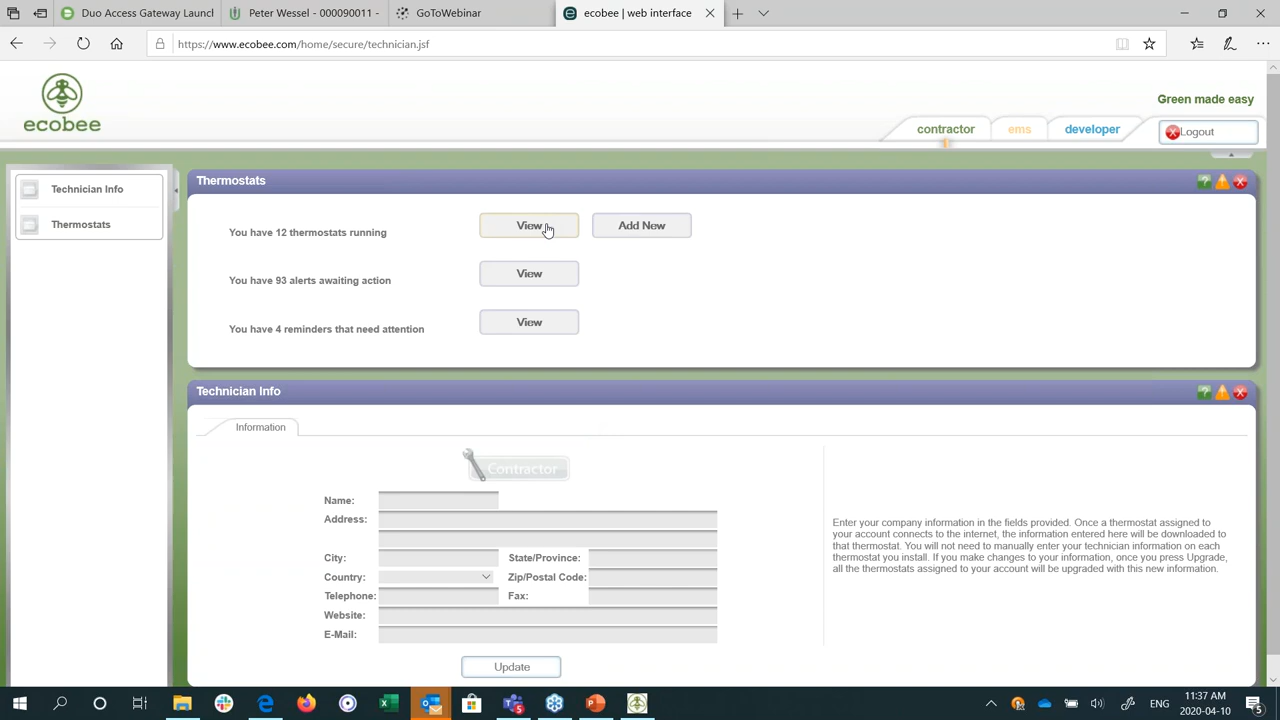 Duo Access Gateway Launcl
Peter Wessel - 000090011 -
GoToWebinar
ecobee | web interface
https://www.ecobee.com/home/secure/technician.jsf
ecobee
Green made easy
contractor
ems
developer
Logout
Technician Info
Thermostats
Thermostats
You have 12 thermostats running
View
Add New
You have 93 alerts awaiting action
View
You have 4 reminders that need attention
View
Technician Info
Information
Contractor
Name:
Address:
City:
State/Province:
Country:
Zip/Postal Code:
Telephone:
Fax:
Website:
E-Mail:
Update
Enter your company information in the fields provided. Once a thermostat assigned to
your account connects to the internet, the information entered here will be downloaded to
that thermostat. You will not need to manually enter your technician information on each
thermostat you install. If you make changes to your information, once you press Upgrade,
all the thermostats assigned to your account will be upgraded with this new information.
ENG
11:37 AM
2020-04-10
5